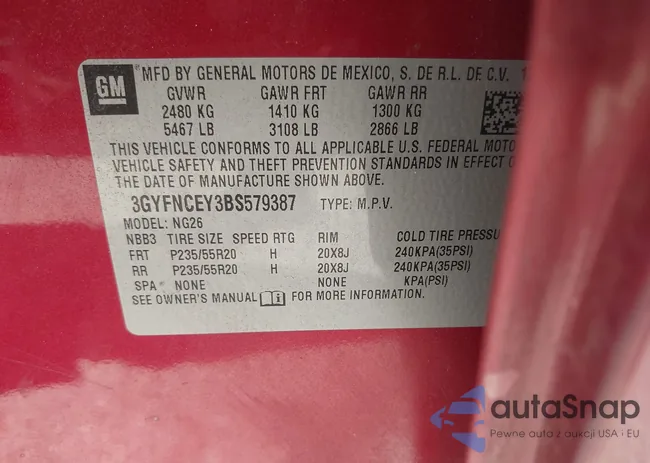 GM
MFD BY GENERAL MOTORS DE MEXICO, S. DE R.L. DE C.V.
GVWR GAWR FRT GAWR RR
2480 KG 1410 KG 1300 KG
5467 LB 3108 LB 2866 LB
THIS VEHICLE CONFORMS TO ALL APPLICABLE U.S. FEDERAL MOTO
VEHICLE SAFETY AND THEFT PREVENTION STANDARDS IN EFFECT O
THE DATE OF MANUFACTURE SHOWN ABOVE.
3GYFNCEY3BS579387 TYPE: M.P.V.
MODEL: NG26
NBB3 TIRE SIZE SPEED RTG RIM COLD TIRE PRESSU
FRT P235/55R20 H 20X8J 240KPA(35PSI)
RR P235/55R20 H 20X8J 240KPA(35PSI)
SPA NONE NONE KPA(PSI)
SEE OWNER'S MANUAL i FOR MORE INFORMATION.
autaSnap
Pewne auta z aukcji USA · EU